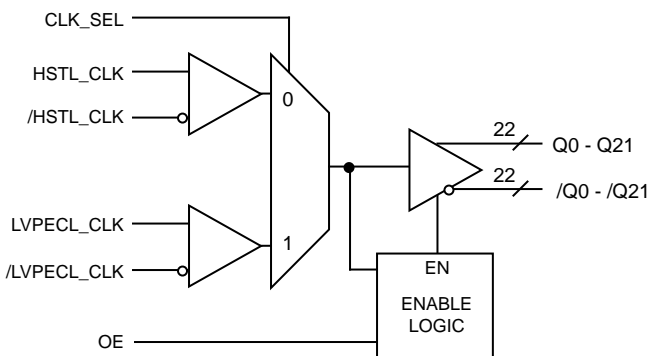 CLK_SEL
HSTL_CLK
/HSTL_CLK
0
22
Q0 - Q21
22
/Q0 - /Q21
LVPECL_CLK
/LVPECL_CLK
1
EN
ENABLE
LOGIC
OE